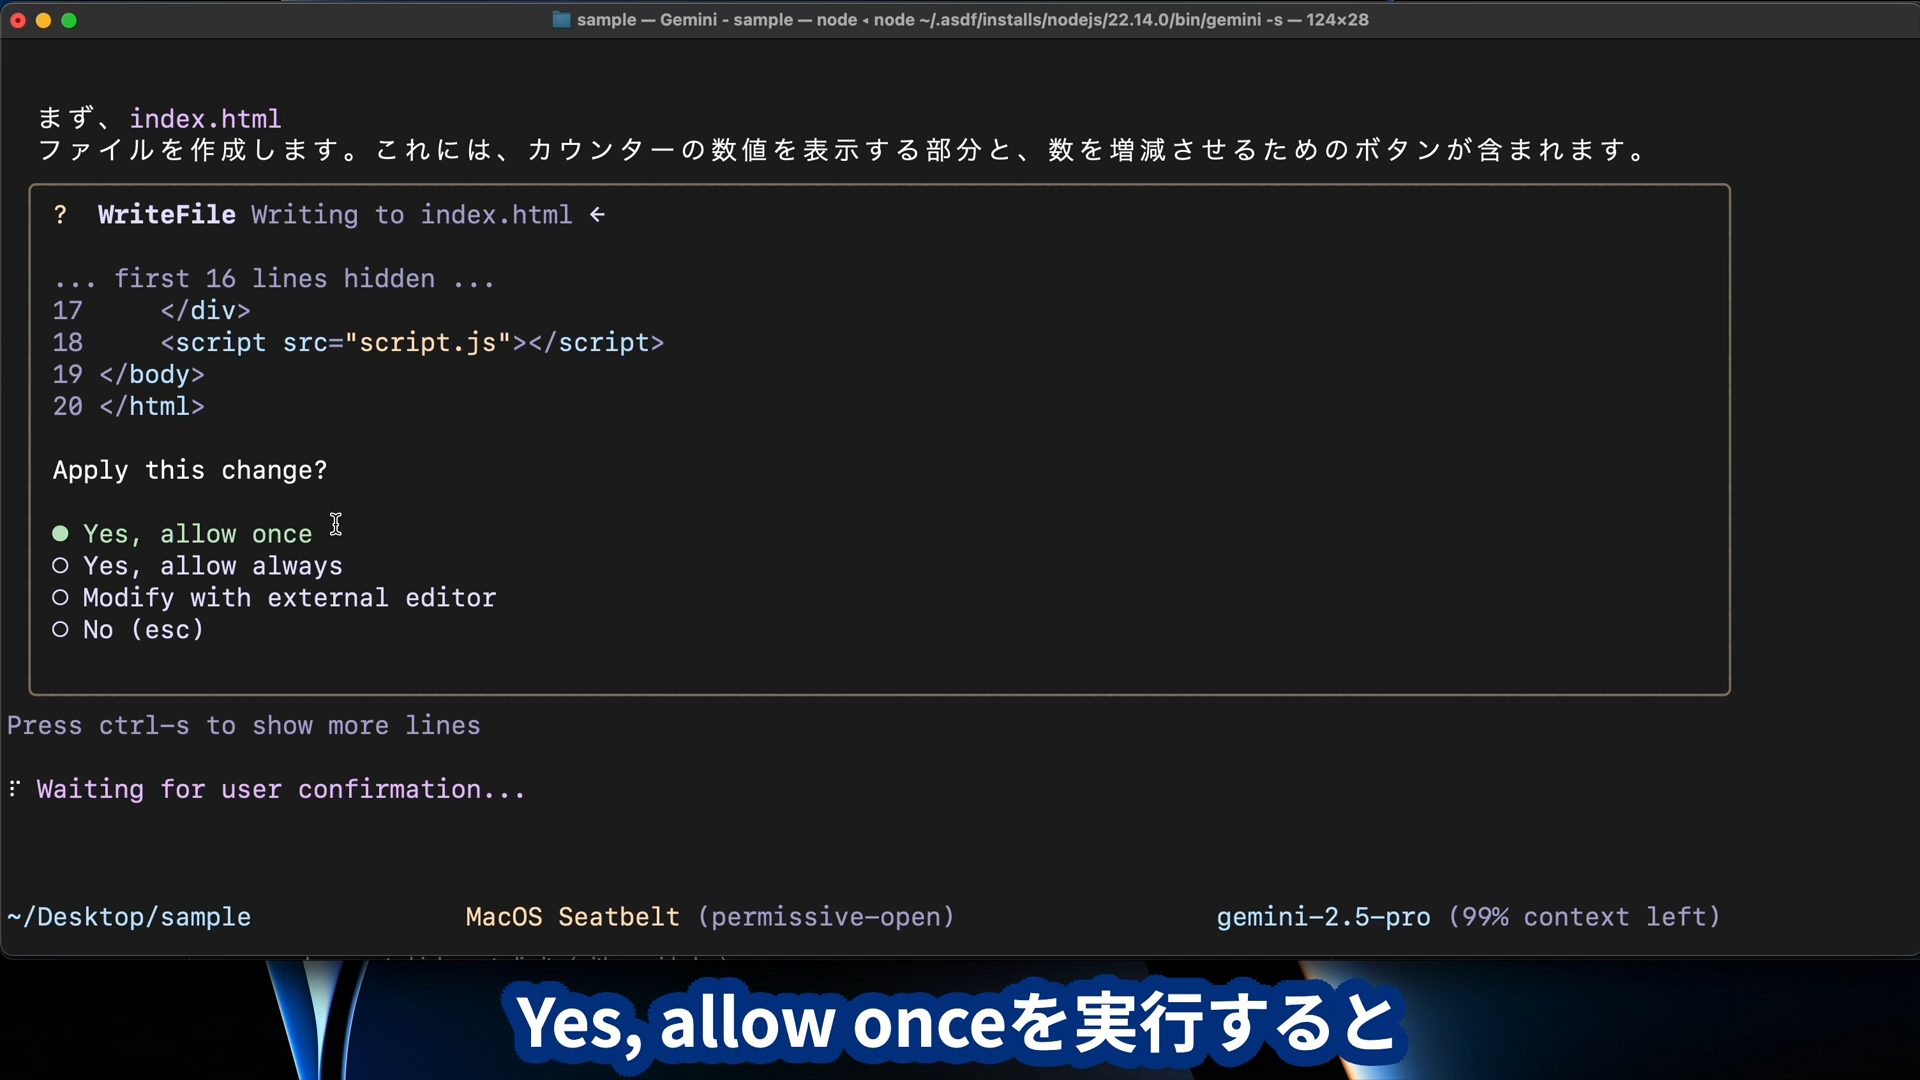 sample — Gemini - sample — node ◂ node ~/.asdf/installs/nodejs/22.14.0/bin/gemini -s — 124×28
まず、index.html
ファイルを作成します。これには、カウンターの数値を表示する部分と、数を増減させるためのボタンが含まれます。
? WriteFile Writing to index.html ←
... first 16 lines hidden ...
17     </div>
18     <script src="script.js"></script>
19 </body>
20 </html>
Apply this change?
● Yes, allow once
○ Yes, allow always
○ Modify with external editor
○ No (esc)
Press ctrl-s to show more lines
⠏ Waiting for user confirmation...
~/Desktop/sample MacOS Seatbelt (permissive-open) gemini-2.5-pro (99% context left)
Yes, allow onceを実行すると